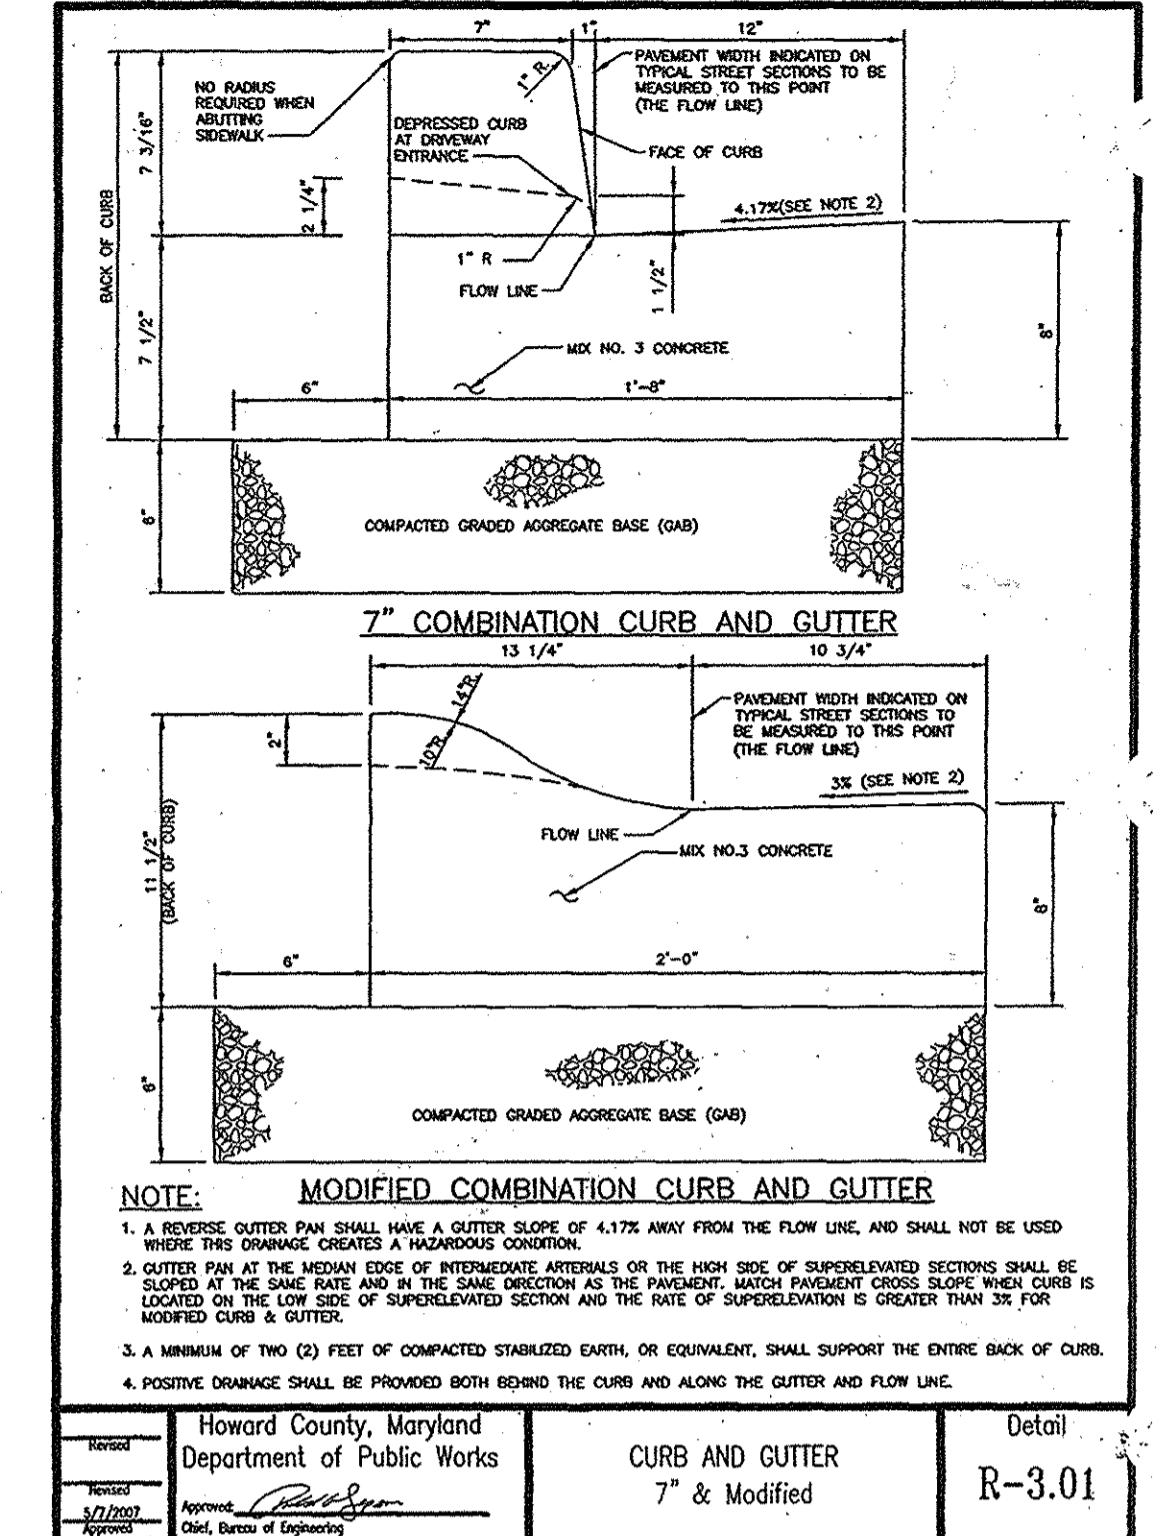 7" 1" 12"
NO RADIUS
REQUIRED WHEN
ABUTTING
SIDEWALK
1" R.
PAVEMENT WIDTH INDICATED ON
TYPICAL STREET SECTIONS TO BE
MEASURED TO THIS POINT
(THE FLOW LINE)
DEPRESSED CURB
AT DRIVEWAY
ENTRANCE
FACE OF CURB
7 3/16"
2 1/4"
4.17%(SEE NOTE 2)
BACK OF CURB
1" R
FLOW LINE
1 1/2"
7 1/2"
8"
MIX NO. 3 CONCRETE
6" 1'-8"
6"
COMPACTED GRADED AGGREGATE BASE (GAB)
7" COMBINATION CURB AND GUTTER
13 1/4" 10 3/4"
14"R.
10"R.
2"
PAVEMENT WIDTH INDICATED ON
TYPICAL STREET SECTIONS TO
BE MEASURED TO THIS POINT
(THE FLOW LINE)
3% (SEE NOTE 2)
FLOW LINE
MIX NO.3 CONCRETE
11 1/2"
(BACK OF CURB)
8"
6" 2'-0"
6"
COMPACTED GRADED AGGREGATE BASE (GAB)
MODIFIED COMBINATION CURB AND GUTTER
NOTE:
1. A REVERSE GUTTER PAN SHALL HAVE A GUTTER SLOPE OF 4.17% AWAY FROM THE FLOW LINE, AND SHALL NOT BE USED
WHERE THIS DRAINAGE CREATES A HAZARDOUS CONDITION.
2. GUTTER PAN AT THE MEDIAN EDGE OF INTERMEDIATE ARTERIALS OR THE HIGH SIDE OF SUPERELEVATED SECTIONS SHALL BE
SLOPED AT THE SAME RATE AND IN THE SAME DIRECTION AS THE PAVEMENT. MATCH PAVEMENT CROSS SLOPE WHEN CURB IS
LOCATED ON THE LOW SIDE OF SUPERELEVATED SECTION AND THE RATE OF SUPERELEVATION IS GREATER THAN 3% FOR
MODIFIED CURB & GUTTER.
3. A MINIMUM OF TWO (2) FEET OF COMPACTED STABILIZED EARTH, OR EQUIVALENT, SHALL SUPPORT THE ENTIRE BACK OF CURB.
4. POSITIVE DRAINAGE SHALL BE PROVIDED BOTH BEHIND THE CURB AND ALONG THE GUTTER AND FLOW LINE.
Revised
Revised
5/7/2007
Approved
Howard County, Maryland
Department of Public Works
Approved:
Chief, Bureau of Engineering
CURB AND GUTTER
7" & Modified
Detail
R-3.01